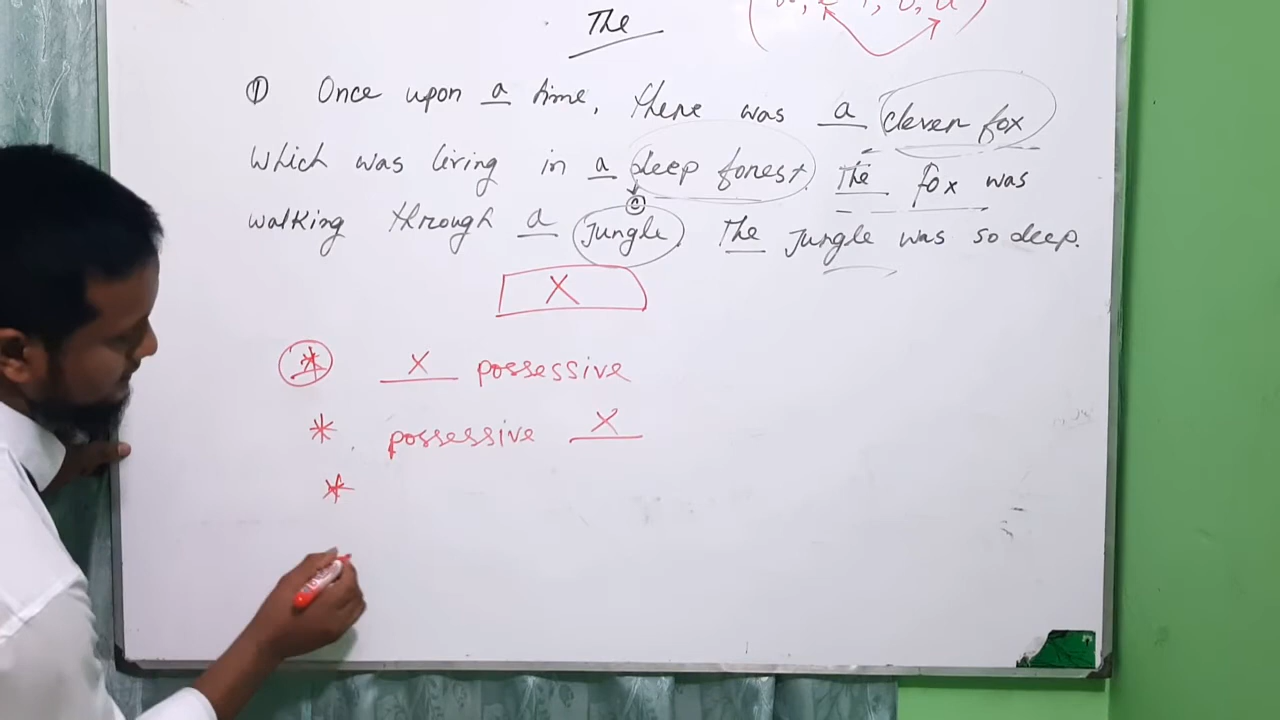 The
① Once upon a time, there was a clever fox
which was living in a deep forest. The fox was
walking through a jungle. The jungle was so deep.
X
* X possessive
* possessive X
*